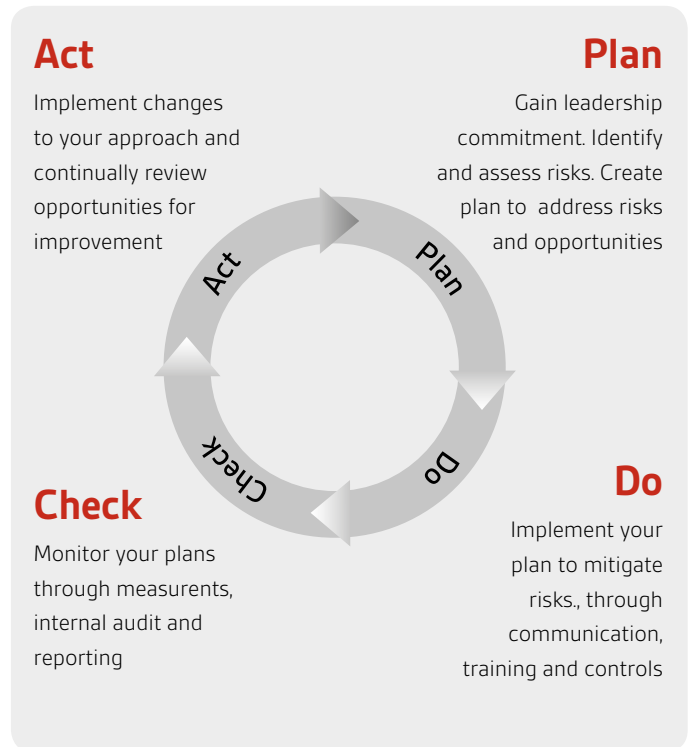 Act
Implement changes
to your approach and
continually review
opportunities for
improvement
Plan
Gain leadership
commitment. Identify
and assess risks. Create
plan to  address risks
and opportunities
Act
Plan
Check
Do
Check
Monitor your plans
through measurents,
internal audit and
reporting
Do
Implement your
plan to mitigate
risks., through
communication,
training and controls